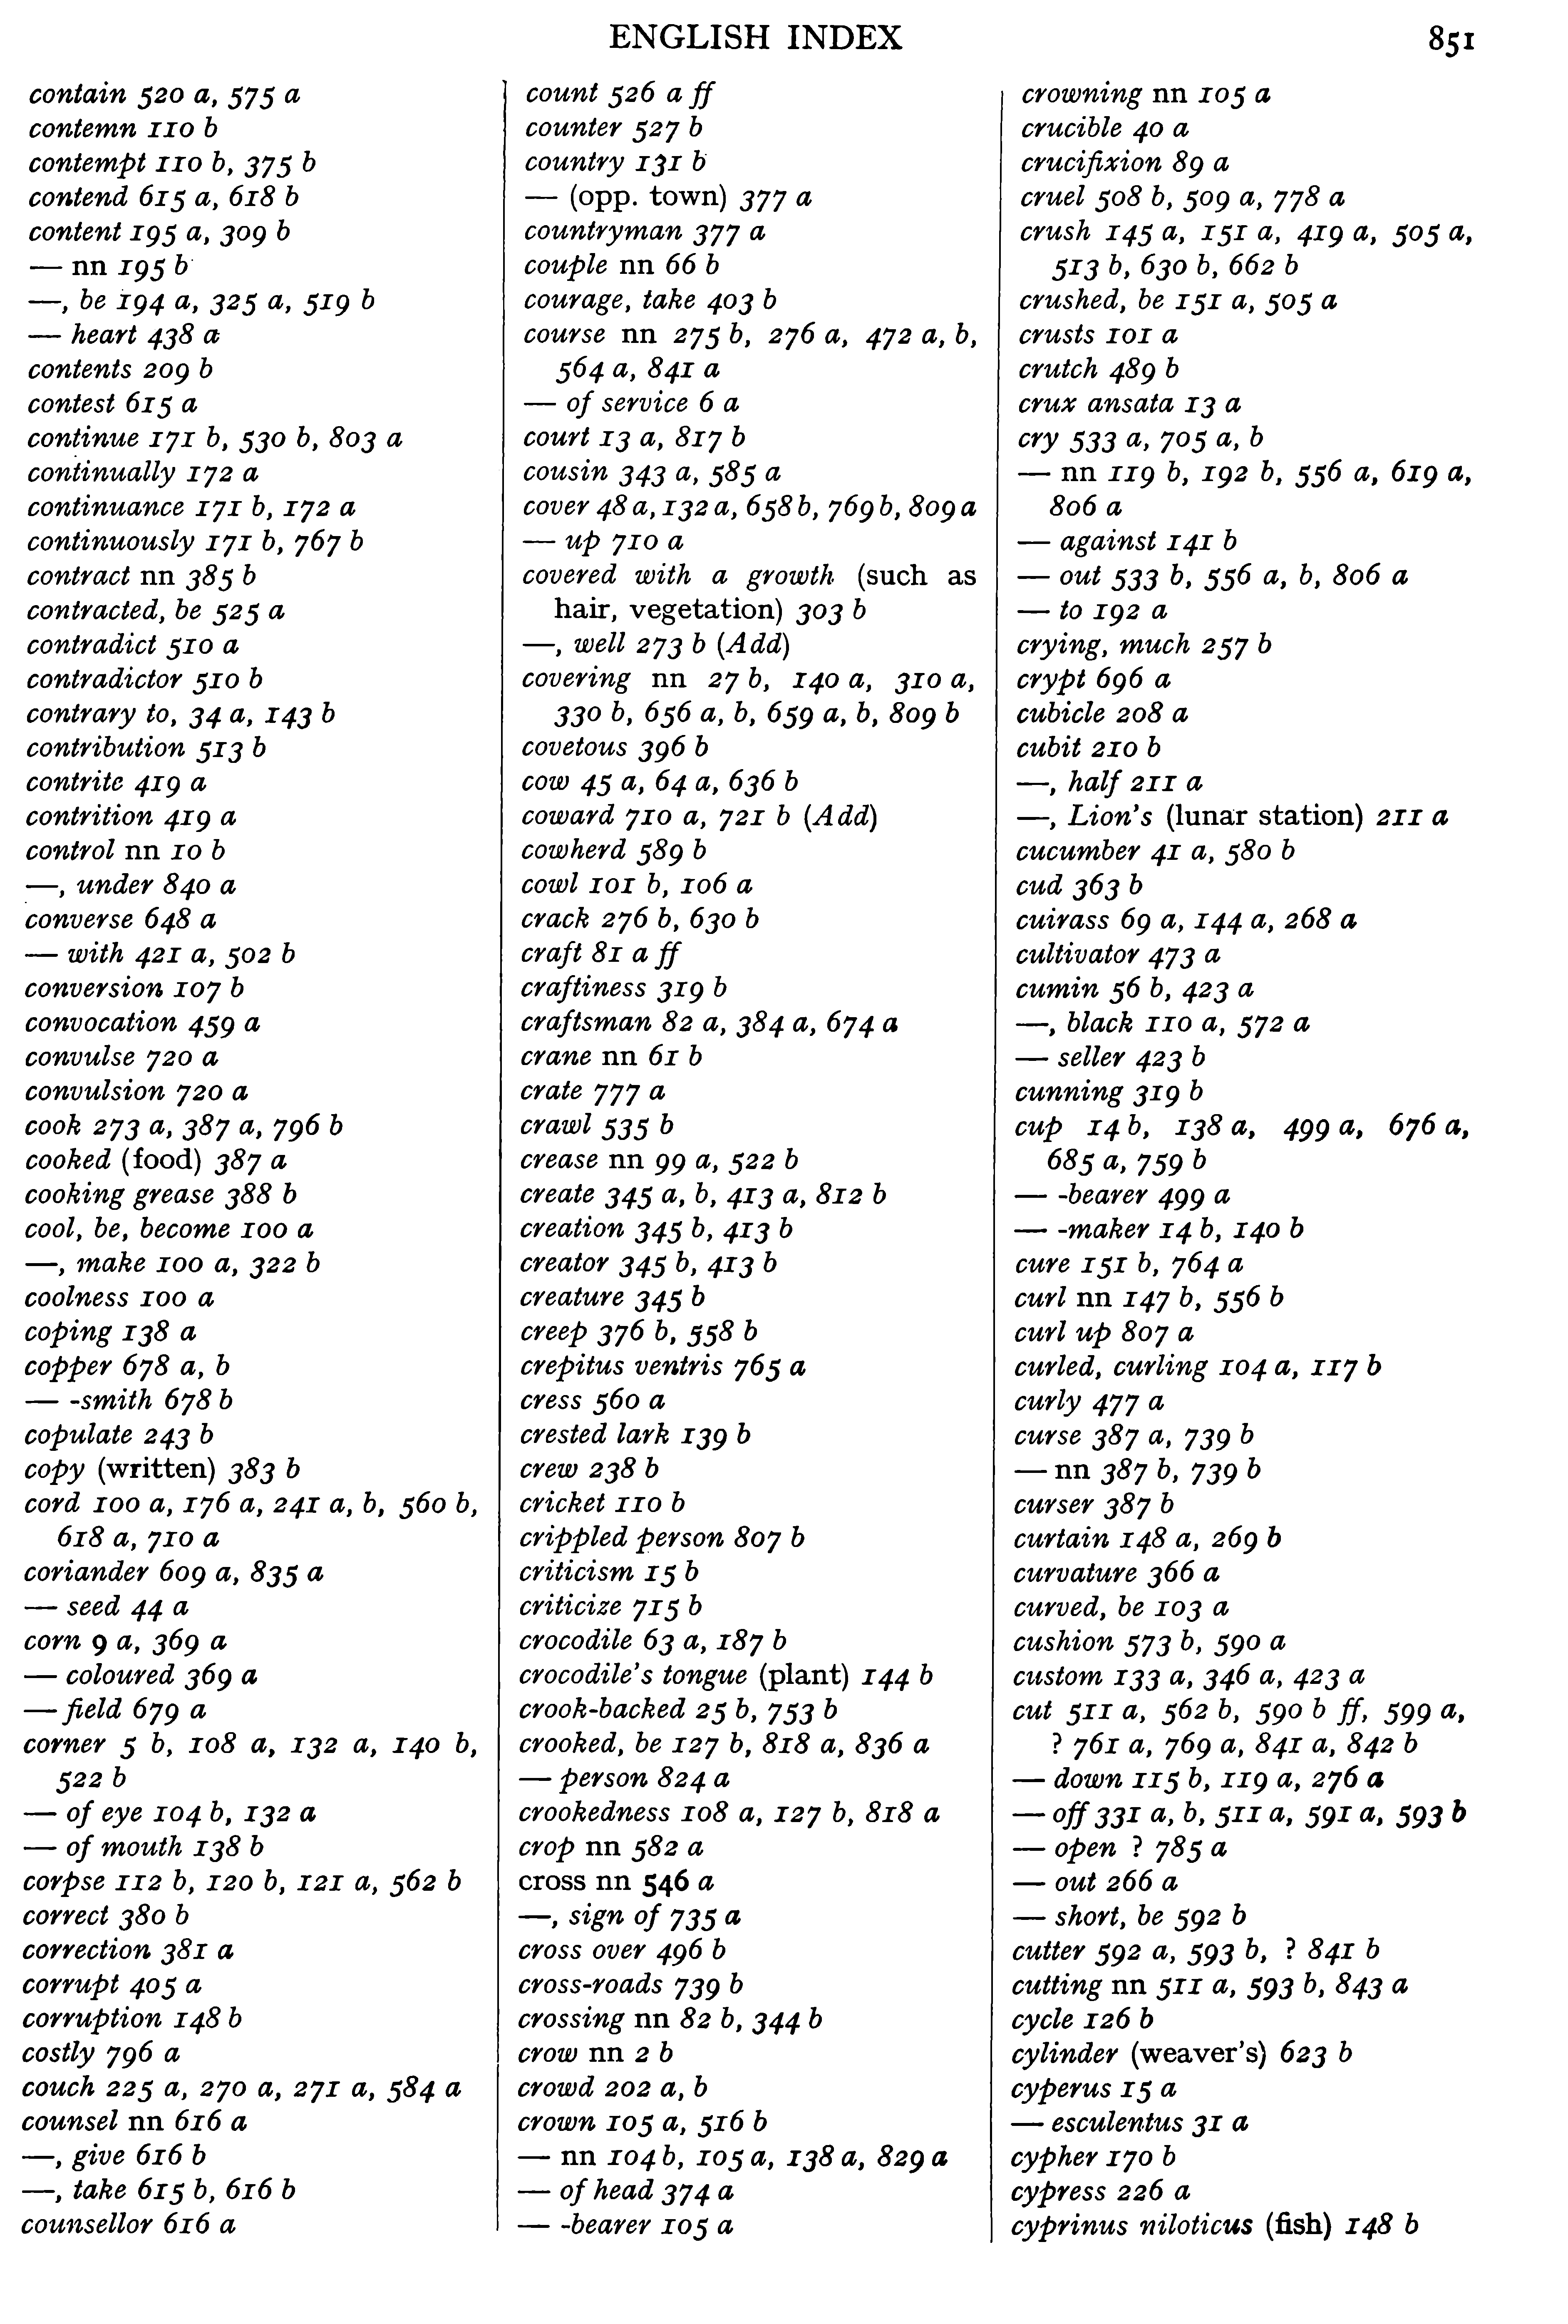 ENGLISH INDEX
851
contain 520 a, 575 a
contemn 110 b
contempt 110 b, 375 b
contend 615 a, 618 b
content 195 a, 309 b
— nn 195 b
—, be 194 a, 325 a, 519 b
— heart 438 a
contents 209 b
contest 615 a
continue 171 b, 530 b, 803 a
continually 172 a
continuance 171 b, 172 a
continuously 171 b, 767 b
contract nn 385 b
contracted, be 525 a
contradict 510 a
contradictor 510 b
contrary to, 34 a, 143 b
contribution 513 b
contrite 419 a
contrition 419 a
control nn 10 b
—, under 840 a
converse 648 a
— with 421 a, 502 b
conversion 107 b
convocation 459 a
convulse 720 a
convulsion 720 a
cook 273 a, 387 a, 796 b
cooked (food) 387 a
cooking grease 388 b
cool, be, become 100 a
—, make 100 a, 322 b
coolness 100 a
coping 138 a
copper 678 a, b
— -smith 678 b
copulate 243 b
copy (written) 383 b
cord 100 a, 176 a, 241 a, b, 560 b,
618 a, 710 a
coriander 609 a, 835 a
— seed 44 a
corn 9 a, 369 a
— coloured 369 a
— field 679 a
corner 5 b, 108 a, 132 a, 140 b,
522 b
— of eye 104 b, 132 a
— of mouth 138 b
corpse 112 b, 120 b, 121 a, 562 b
correct 380 b
correction 381 a
corrupt 405 a
corruption 148 b
costly 796 a
couch 225 a, 270 a, 271 a, 584 a
counsel nn 616 a
—, give 616 b
—, take 615 b, 616 b
counsellor 616 a
count 526 a ff
counter 527 b
country 131 b
— (opp. town) 377 a
countryman 377 a
couple nn 66 b
courage, take 403 b
course nn 275 b, 276 a, 472 a, b,
564 a, 841 a
— of service 6 a
court 13 a, 817 b
cousin 343 a, 585 a
cover 48 a, 132 a, 658 b, 769 b, 809 a
— up 710 a
covered with a growth (such as
hair, vegetation) 303 b
—, well 273 b (Add)
covering nn 27 b, 140 a, 310 a,
330 b, 656 a, b, 659 a, b, 809 b
covetous 396 b
cow 45 a, 64 a, 636 b
coward 710 a, 721 b (Add)
cowherd 589 b
cowl 101 b, 106 a
crack 276 b, 630 b
craft 81 a ff
craftiness 319 b
craftsman 82 a, 384 a, 674 a
crane nn 61 b
crate 777 a
crawl 535 b
crease nn 99 a, 522 b
create 345 a, b, 413 a, 812 b
creation 345 b, 413 b
creator 345 b, 413 b
creature 345 b
creep 376 b, 558 b
crepitus ventris 765 a
cress 560 a
crested lark 139 b
crew 238 b
cricket 110 b
crippled person 807 b
criticism 15 b
criticize 715 b
crocodile 63 a, 187 b
crocodile's tongue (plant) 144 b
crook-backed 25 b, 753 b
crooked, be 127 b, 818 a, 836 a
— person 824 a
crookedness 108 a, 127 b, 818 a
crop nn 582 a
cross nn 546 a
—, sign of 735 a
cross over 496 b
cross-roads 739 b
crossing nn 82 b, 344 b
crow nn 2 b
crowd 202 a, b
crown 105 a, 516 b
— nn 104 b, 105 a, 138 a, 829 a
— of head 374 a
— -bearer 105 a
crowning nn 105 a
crucible 40 a
crucifixion 89 a
cruel 508 b, 509 a, 778 a
crush 145 a, 151 a, 419 a, 505 a,
513 b, 630 b, 662 b
crushed, be 151 a, 505 a
crusts 101 a
crutch 489 b
crux ansata 13 a
cry 533 a, 705 a, b
— nn 119 b, 192 b, 556 a, 619 a,
806 a
— against 141 b
— out 533 b, 556 a, b, 806 a
— to 192 a
crying, much 257 b
crypt 696 a
cubicle 208 a
cubit 210 b
—, half 211 a
—, Lion's (lunar station) 211 a
cucumber 41 a, 580 b
cud 363 b
cuirass 69 a, 144 a, 268 a
cultivator 473 a
cumin 56 b, 423 a
—, black 110 a, 572 a
— seller 423 b
cunning 319 b
cup 14 b, 138 a, 499 a, 676 a,
685 a, 759 b
— -bearer 499 a
— -maker 14 b, 140 b
cure 151 b, 764 a
curl nn 147 b, 556 b
curl up 807 a
curled, curling 104 a, 117 b
curly 477 a
curse 387 a, 739 b
— nn 387 b, 739 b
curser 387 b
curtain 148 a, 269 b
curvature 366 a
curved, be 103 a
cushion 573 b, 590 a
custom 133 a, 346 a, 423 a
cut 511 a, 562 b, 590 b ff, 599 a,
? 761 a, 769 a, 841 a, 842 b
— down 115 b, 119 a, 276 a
— off 331 a, b, 511 a, 591 a, 593 b
— open ? 785 a
— out 266 a
— short, be 592 b
cutter 592 a, 593 b, ? 841 b
cutting nn 511 a, 593 b, 843 a
cycle 126 b
cylinder (weaver's) 623 b
cyperus 15 a
— esculentus 31 a
cypher 170 b
cypress 226 a
cyprinus niloticus (fish) 148 b